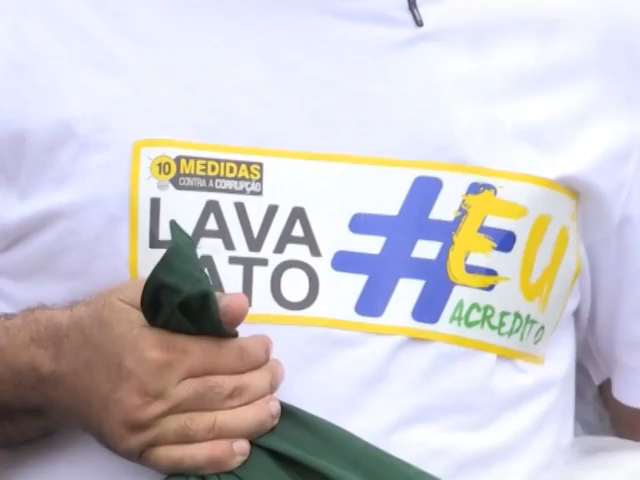 10 MEDIDAS
CONTRA A CORRUPÇÃO
LAVA
ATO
#EU
ACREDITO